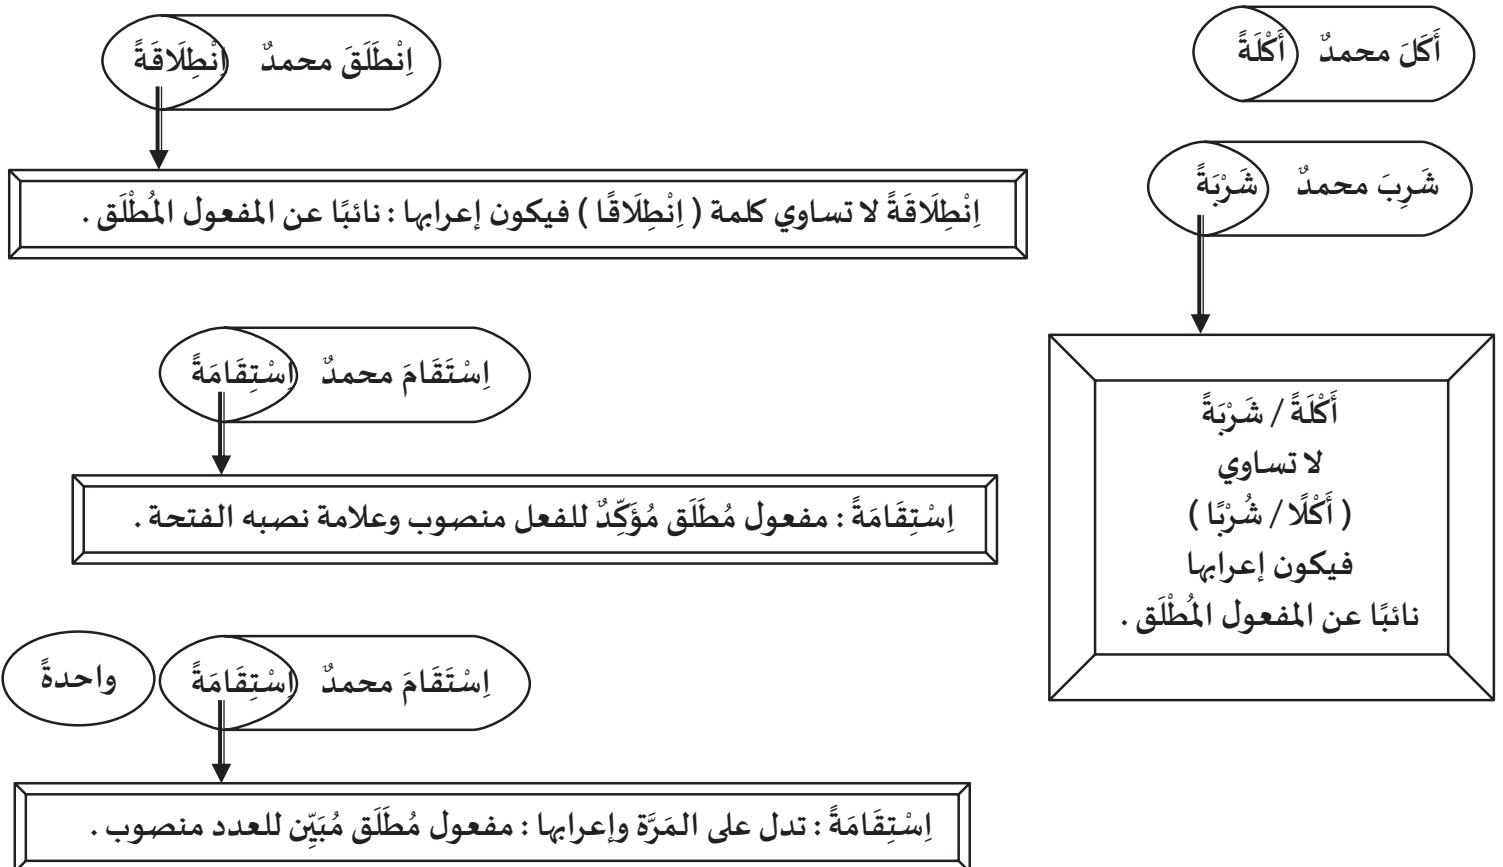 أَكَلَ محمدٌ أَكْلَةً
شَرِبَ محمدٌ شَرْبَةً
أَكْلَةً / شَرْبَةً
لا تساوي
( أَكْلًا / شُرْبًا )
فيكون إعرابها
نائبًا عن المفعول المُطْلَق .
اِنْطَلَقَ محمدٌ اِنْطِلَاقَةً
اِنْطِلَاقَةً لا تساوي كلمة ( اِنْطِلَاقًا ) فيكون إعرابها : نائبًا عن المفعول المُطْلَق .
اِسْتَقَامَ محمدٌ اِسْتِقَامَةً
اِسْتِقَامَةً : مفعول مُطَلَق مُؤَكِّدٌ للفعل منصوب وعلامة نصبه الفتحة .
اِسْتَقَامَ محمدٌ اِسْتِقَامَةً واحدةً
اِسْتِقَامَةً : تدل على المَرَّة وإعرابها : مفعول مُطَلَق مُبَيِّن للعدد منصوب .